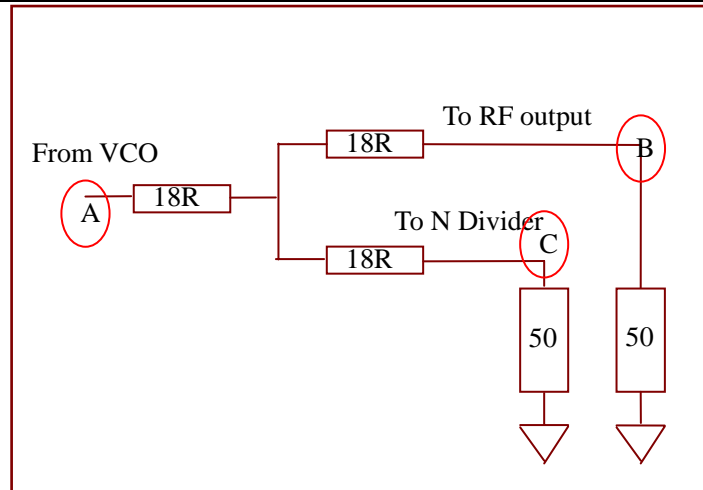 To RF output
18R
B
From VCO
A
18R
To N Divider
C
18R
50
50